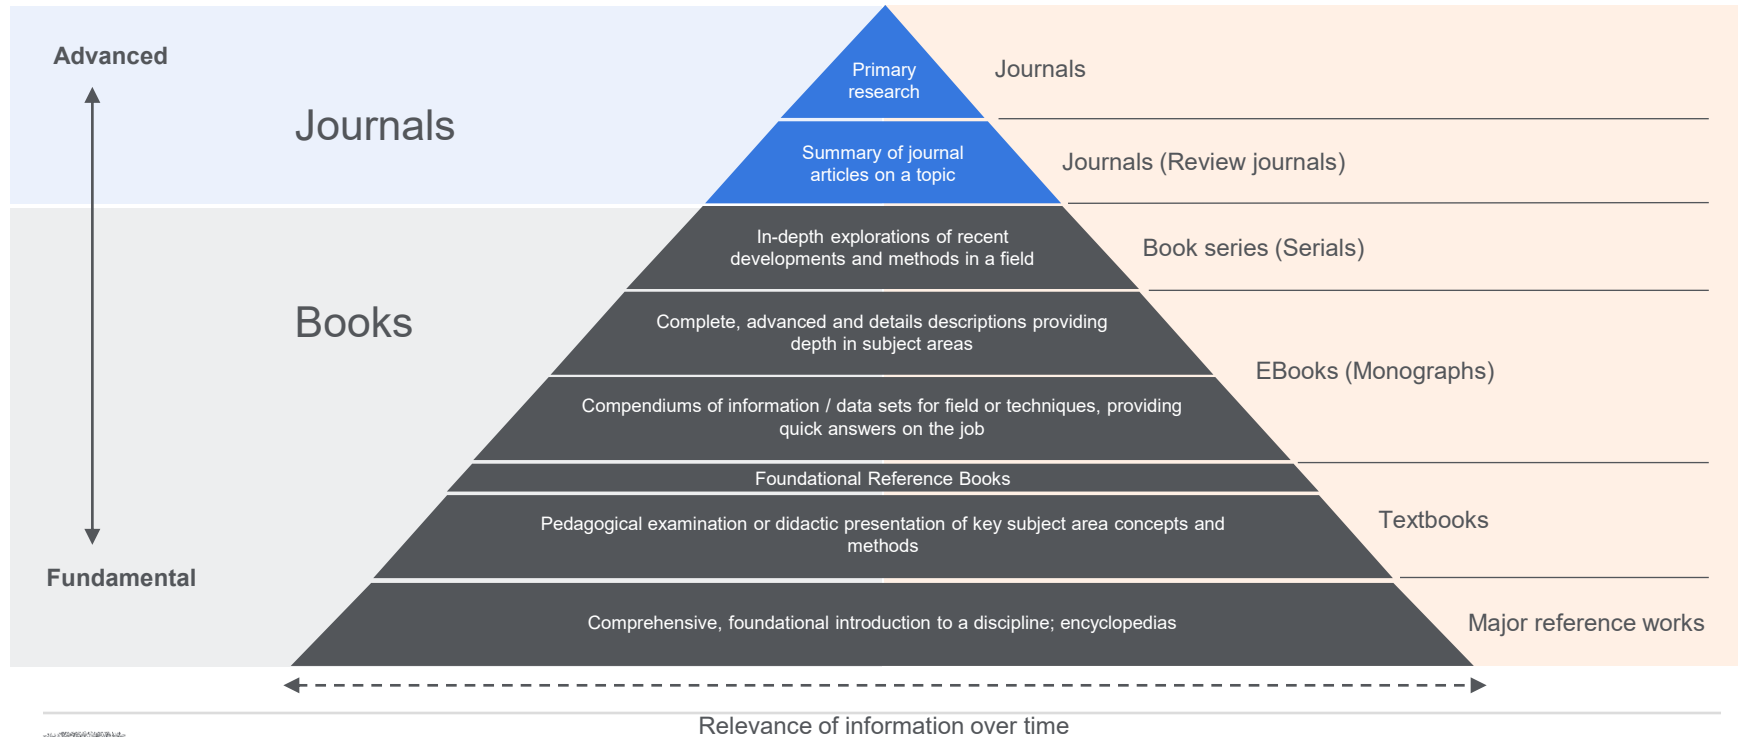 Advanced
Journals
Books
Fundamental
Primary
research
Summary of journal
articles on a topic
In-depth explorations of recent
developments and methods in a field
Complete, advanced and details descriptions providing
depth in subject areas
Compendiums of information / data sets for field or techniques, providing
quick answers on the job
Foundational Reference Books
Pedagogical examination or didactic presentation of key subject area concepts and
methods
Comprehensive, foundational introduction to a discipline; encyclopedias
Journals
Journals (Review journals)
Book series (Serials)
EBooks (Monographs)
Textbooks
Major reference works
Relevance of information over time